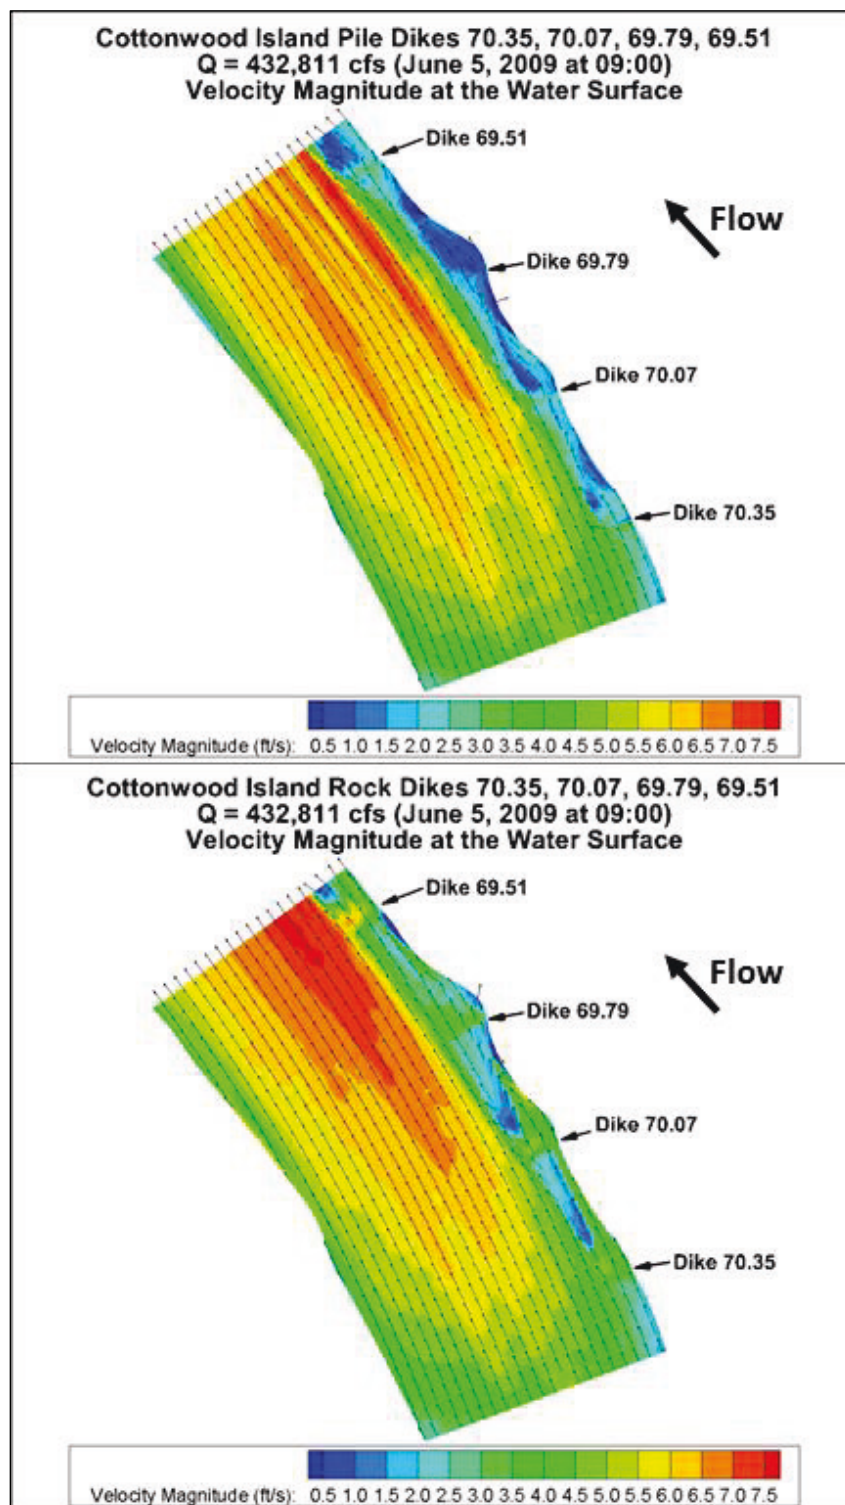 Cottonwood Island Pile Dikes 70.35, 70.07, 69.79, 69.51
Q = 432,811 cfs (June 5, 2009 at 09:00)
Velocity Magnitude at the Water Surface
Dike 69.51
Flow
Dike 69.79
Dike 70.07
Dike 70.35
Velocity Magnitude (ft/s): 0.5 1.0 1.5 2.0 2.5 3.0 3.5 4.0 4.5 5.0 5.5 6.0 6.5 7.0 7.5
Cottonwood Island Rock Dikes 70.35, 70.07, 69.79, 69.51
Q = 432,811 cfs (June 5, 2009 at 09:00)
Velocity Magnitude at the Water Surface
Dike 69.51
Flow
Dike 69.79
Dike 70.07
Dike 70.35
Velocity Magnitude (ft/s): 0.5 1.0 1.5 2.0 2.5 3.0 3.5 4.0 4.5 5.0 5.5 6.0 6.5 7.0 7.5